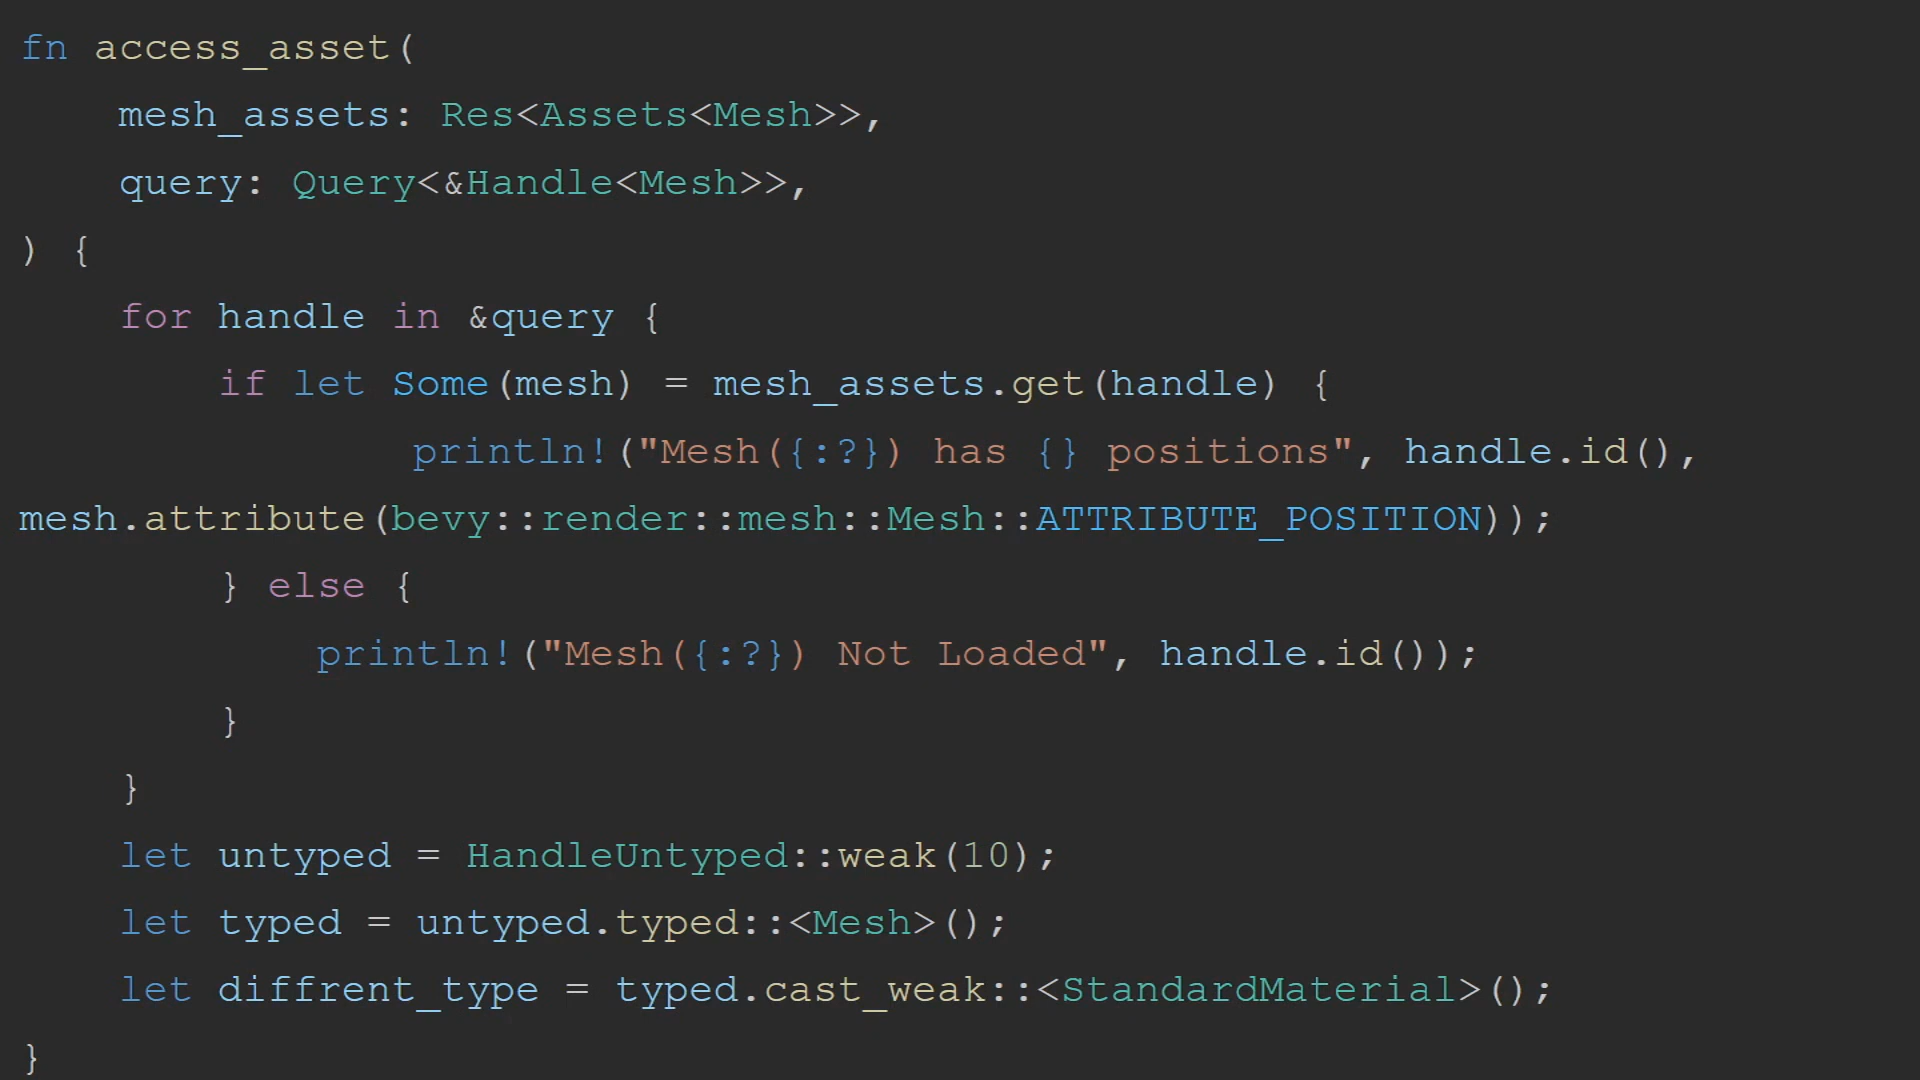 fn access_asset(
mesh_assets: Res<Assets<Mesh>>,
query: Query<&Handle<Mesh>>,
) {
for handle in &query {
if let Some(mesh) = mesh_assets.get(handle) {
println!("Mesh({:?}) has {} positions", handle.id(),
mesh.attribute(bevy::render::mesh::Mesh::ATTRIBUTE_POSITION));
} else {
println!("Mesh({:?}) Not Loaded", handle.id());
}
}
let untyped = HandleUntyped::weak(10);
let typed = untyped.typed::<Mesh>();
let diffrent_type = typed.cast_weak::<StandardMaterial>();
}